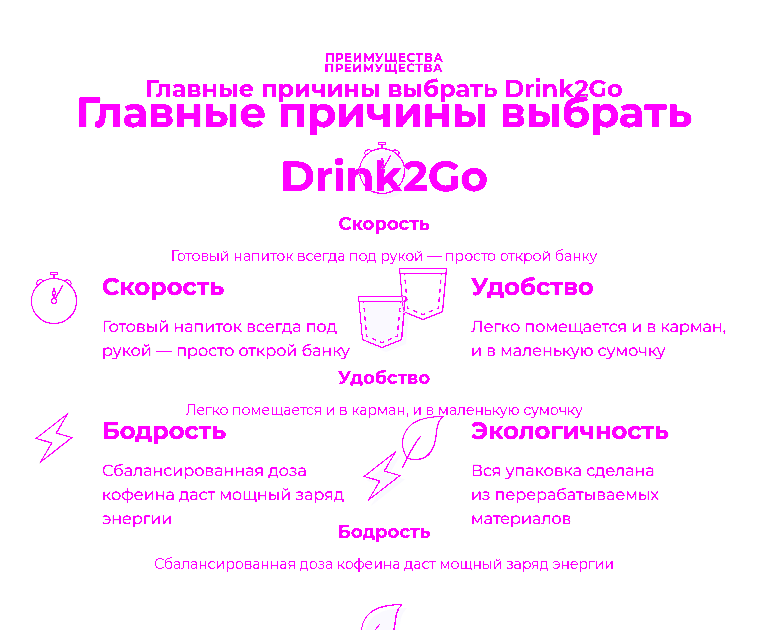 ПРЕИМУЩЕСТВА
ПРЕИМУЩЕСТВА
Главные причины выбрать Drink2Go
Главные причины выбрать
Drink2Go
Скорость
Готовый напиток всегда под рукой — просто открой банку
Скорость
Готовый напиток всегда под
рукой — просто открой банку
Удобство
Легко помещается и в карман,
и в маленькую сумочку
Удобство
Легко помещается и в карман, и в маленькую сумочку
Бодрость
Сбалансированная доза
кофеина даст мощный заряд
энергии
Экологичность
Вся упаковка сделана
из перерабатываемых
материалов
Бодрость
Сбалансированная доза кофеина даст мощный заряд энергии